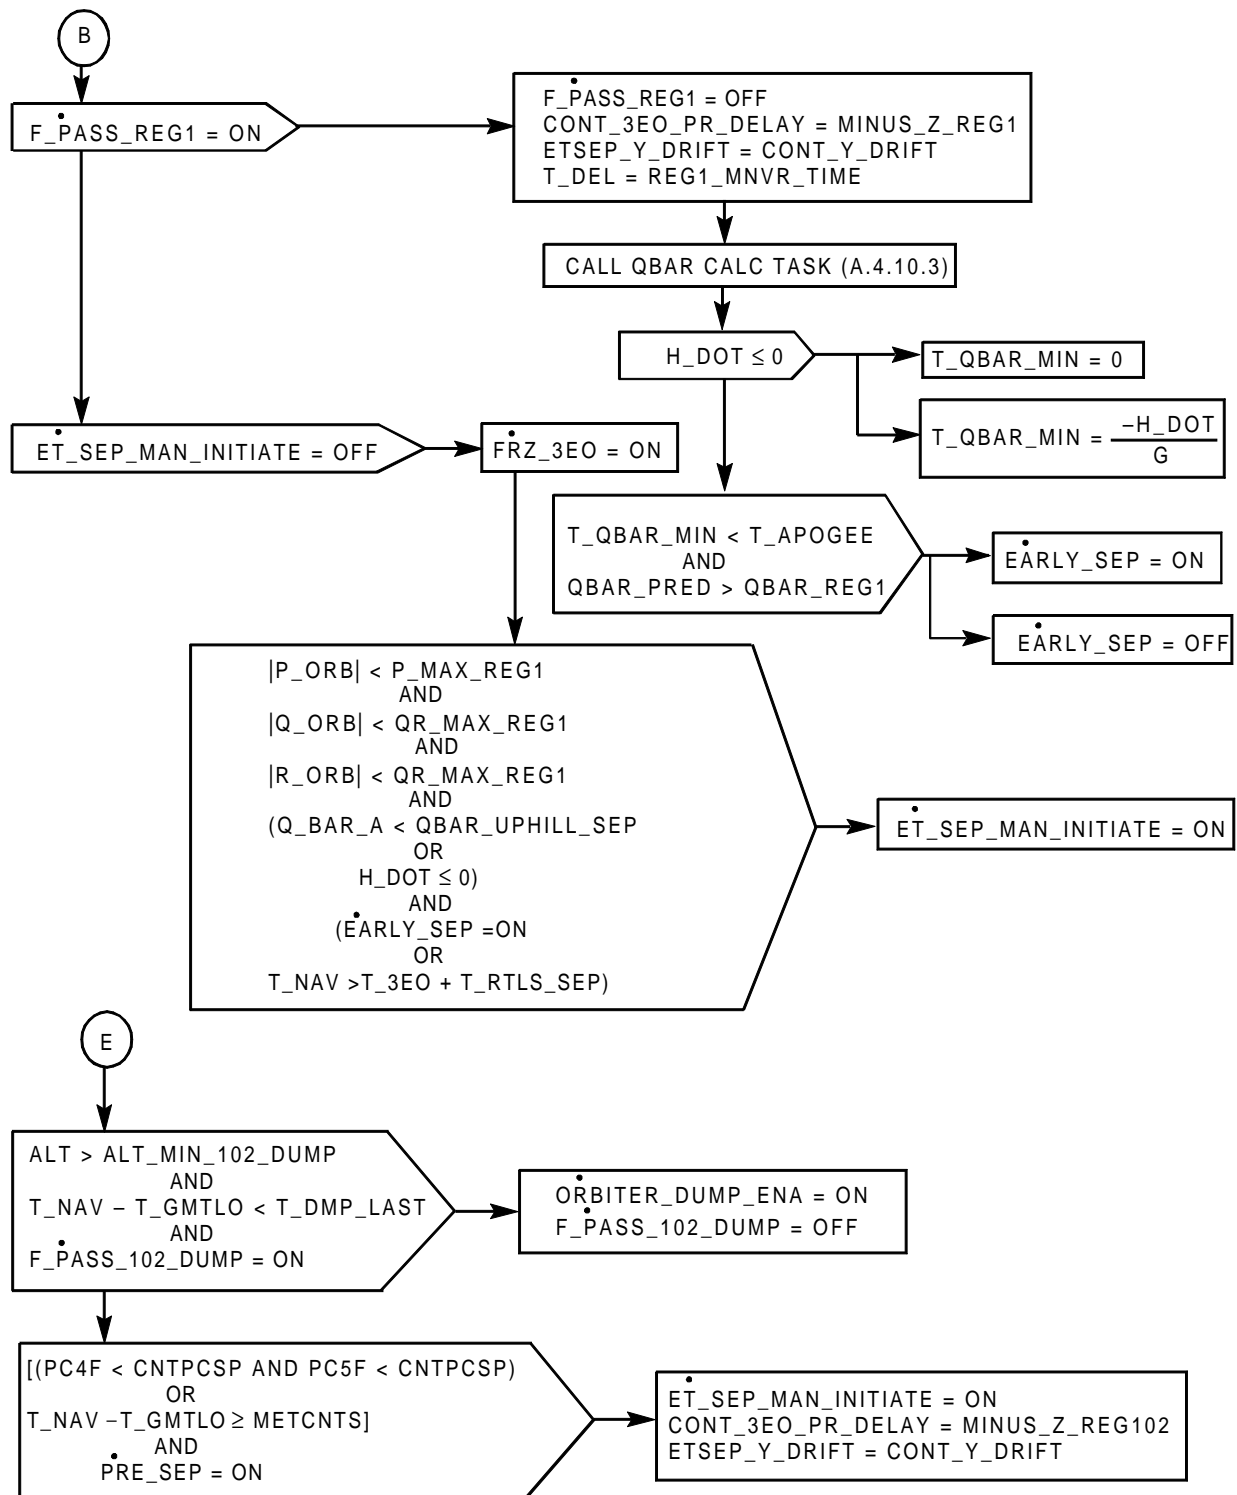 B
F_PASS_REG1 = ON
F_PASS_REG1 = OFF
CONT_3EO_PR_DELAY = MINUS_Z_REG1
ETSEP_Y_DRIFT = CONT_Y_DRIFT
T_DEL = REG1_MNVR_TIME
CALL QBAR CALC TASK (A.4.10.3)
H_DOT ≤ 0
T_QBAR_MIN = 0
T_QBAR_MIN = –H_DOT
G
ET_SEP_MAN_INITIATE = OFF
FRZ_3EO = ON
T_QBAR_MIN < T_APOGEE
AND
QBAR_PRED > QBAR_REG1
EARLY_SEP = ON
EARLY_SEP = OFF
|P_ORB| < P_MAX_REG1
AND
|Q_ORB| < QR_MAX_REG1
AND
|R_ORB| < QR_MAX_REG1
AND
(Q_BAR_A < QBAR_UPHILL_SEP
OR
H_DOT ≤ 0)
AND
(EARLY_SEP =ON
OR
T_NAV >T_3EO + T_RTLS_SEP)
ET_SEP_MAN_INITIATE = ON
E
ALT > ALT_MIN_102_DUMP
AND
T_NAV – T_GMTLO < T_DMP_LAST
AND
F_PASS_102_DUMP = ON
ORBITER_DUMP_ENA = ON
F_PASS_102_DUMP = OFF
[(PC4F < CNTPCSP AND PC5F < CNTPCSP)
OR
T_NAV –T_GMTLO ≥ METCNTS]
AND
PRE_SEP = ON
ET_SEP_MAN_INITIATE = ON
CONT_3EO_PR_DELAY = MINUS_Z_REG102
ETSEP_Y_DRIFT = CONT_Y_DRIFT